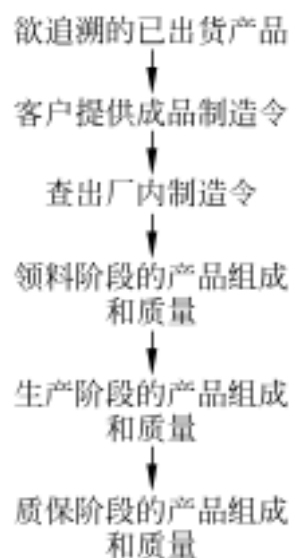 欲追溯的已出货产品
客户提供成品制造令
查出厂内制造令
领料阶段的产品组成
和质量
生产阶段的产品组成
和质量
质保阶段的产品组成
和质量